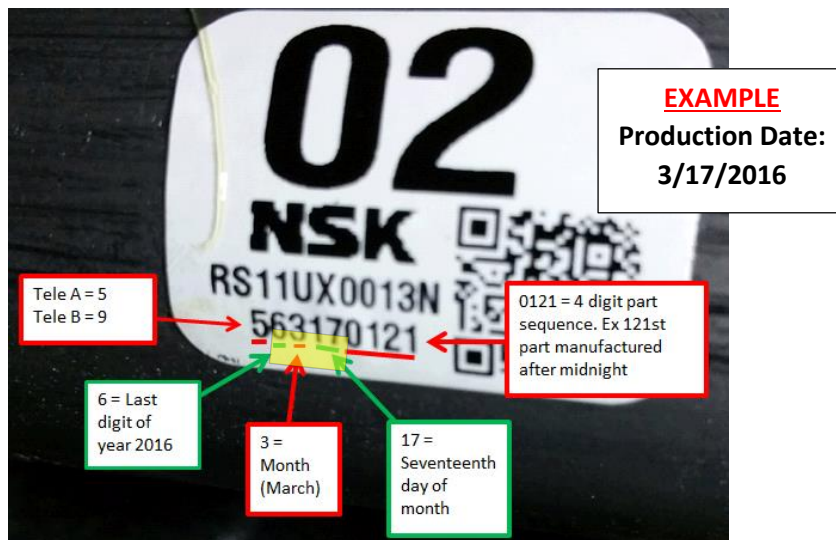 02
NSK
RS11UX0013N
563170121
EXAMPLE
Production Date:
3/17/2016
Tele A = 5
Tele B = 9
0121 = 4 digit part
sequence. Ex 121st
part manufactured
after midnight
6 = Last
digit of
year 2016
3 =
Month
(March)
17 =
Seventeenth
day of
month